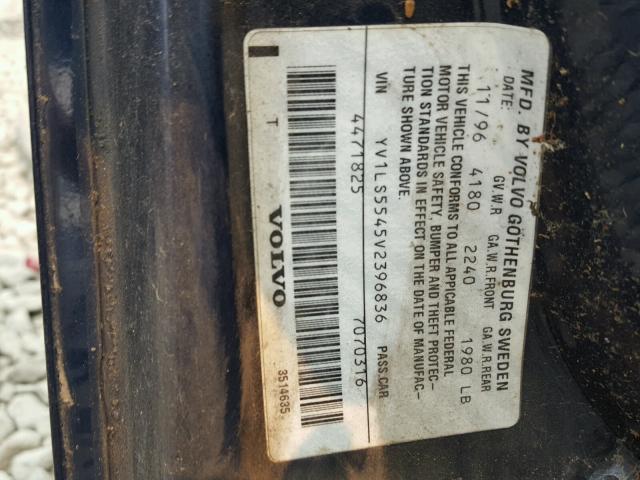 MFD. BY VOLVO GÖTHENBURG SWEDEN
DATE: GV.W.R GA.W.R.FRONT GA.W.R.REAR
11/96 4180 2240 1980 LB
THIS VEHICLE CONFORMS TO ALL APPLICABLE FEDERAL
MOTOR VEHICLE SAFETY, BUMPER AND THEFT PROTEC-
TION STANDARDS IN EFFECT ON THE DATE OF MANUFAC-
TURE SHOWN ABOVE.
VIN YV1LS5545V2396836 PASS.CAR
4471825 7070316
T VOLVO 3514635